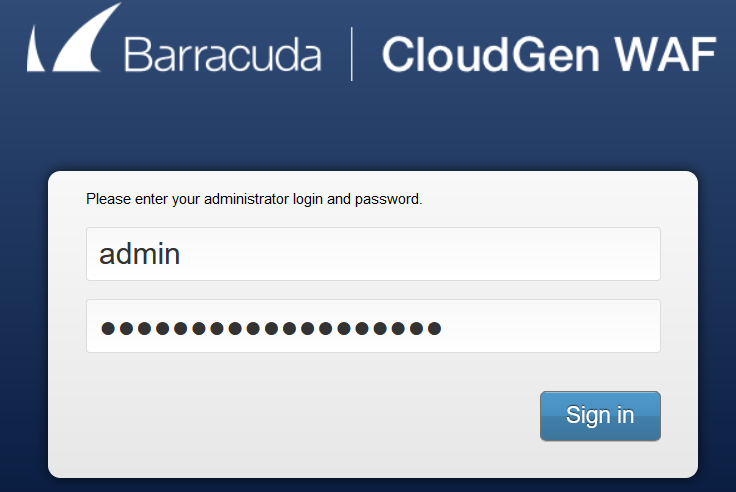 Barracuda | CloudGen WAF
Please enter your administrator login and password.
admin
●●●●●●●●●●●●●●●●●●●
Sign in